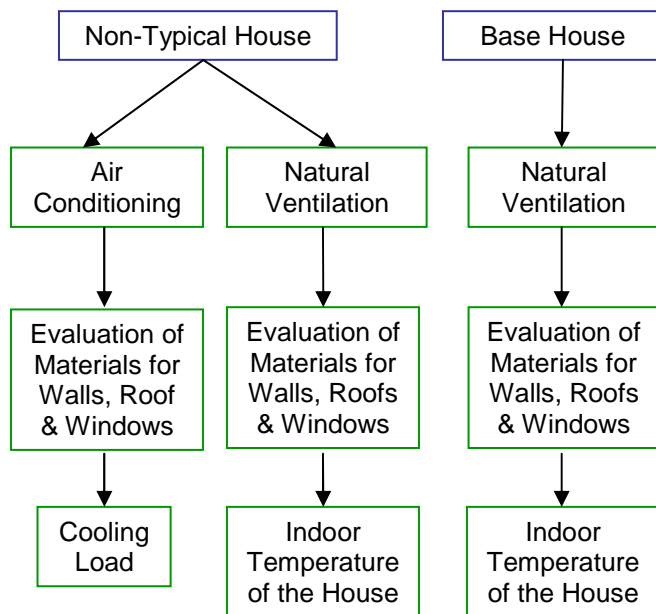 Non-Typical House
Base House
Air
Conditioning
Natural
Ventilation
Natural
Ventilation
Evaluation of
Materials for
Walls, Roof
& Windows
Evaluation of
Materials for
Walls, Roofs
& Windows
Evaluation of
Materials for
Walls, Roofs
& Windows
Cooling
Load
Indoor
Temperature
of the House
Indoor
Temperature
of the House